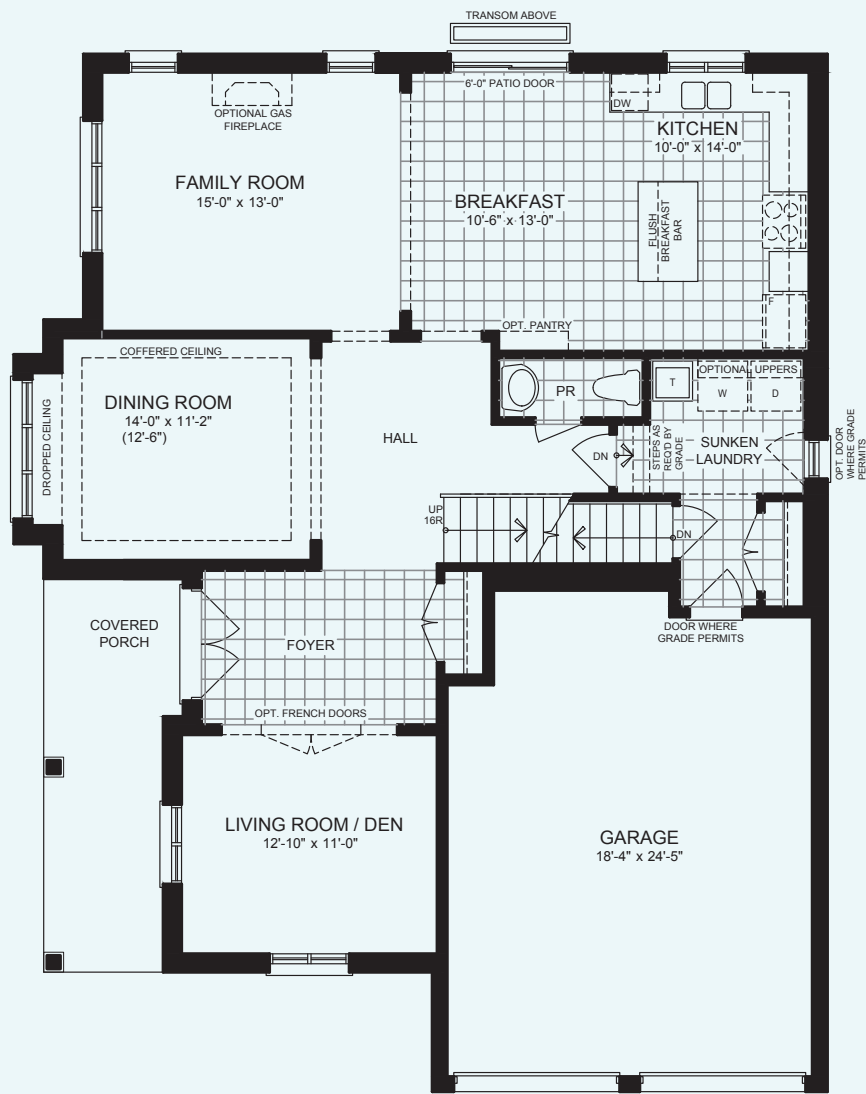 TRANSOM ABOVE
6'-0" PATIO DOOR
DW
KITCHEN
10'-0" x 14'-0"
OPTIONAL GAS
FIREPLACE
FAMILY ROOM
15'-0" x 13'-0"
BREAKFAST
10'-6" x 13'-0"
FLUSH
BREAKFAST
BAR
F
OPT. PANTRY
COFFERED CEILING
DROPPED CEILING
DINING ROOM
14'-0" x 11'-2"
(12'-6")
HALL
PR
T
OPTIONAL
UPPERS
W
D
DN
STEPS AS
REQ'D BY
GRADE
SUNKEN
LAUNDRY
OPT. DOOR
WHERE GRADE
PERMITS
UP
16R
DN
COVERED
PORCH
FOYER
DOOR WHERE
GRADE PERMITS
OPT. FRENCH DOORS
LIVING ROOM / DEN
12'-10" x 11'-0"
GARAGE
18'-4" x 24'-5"